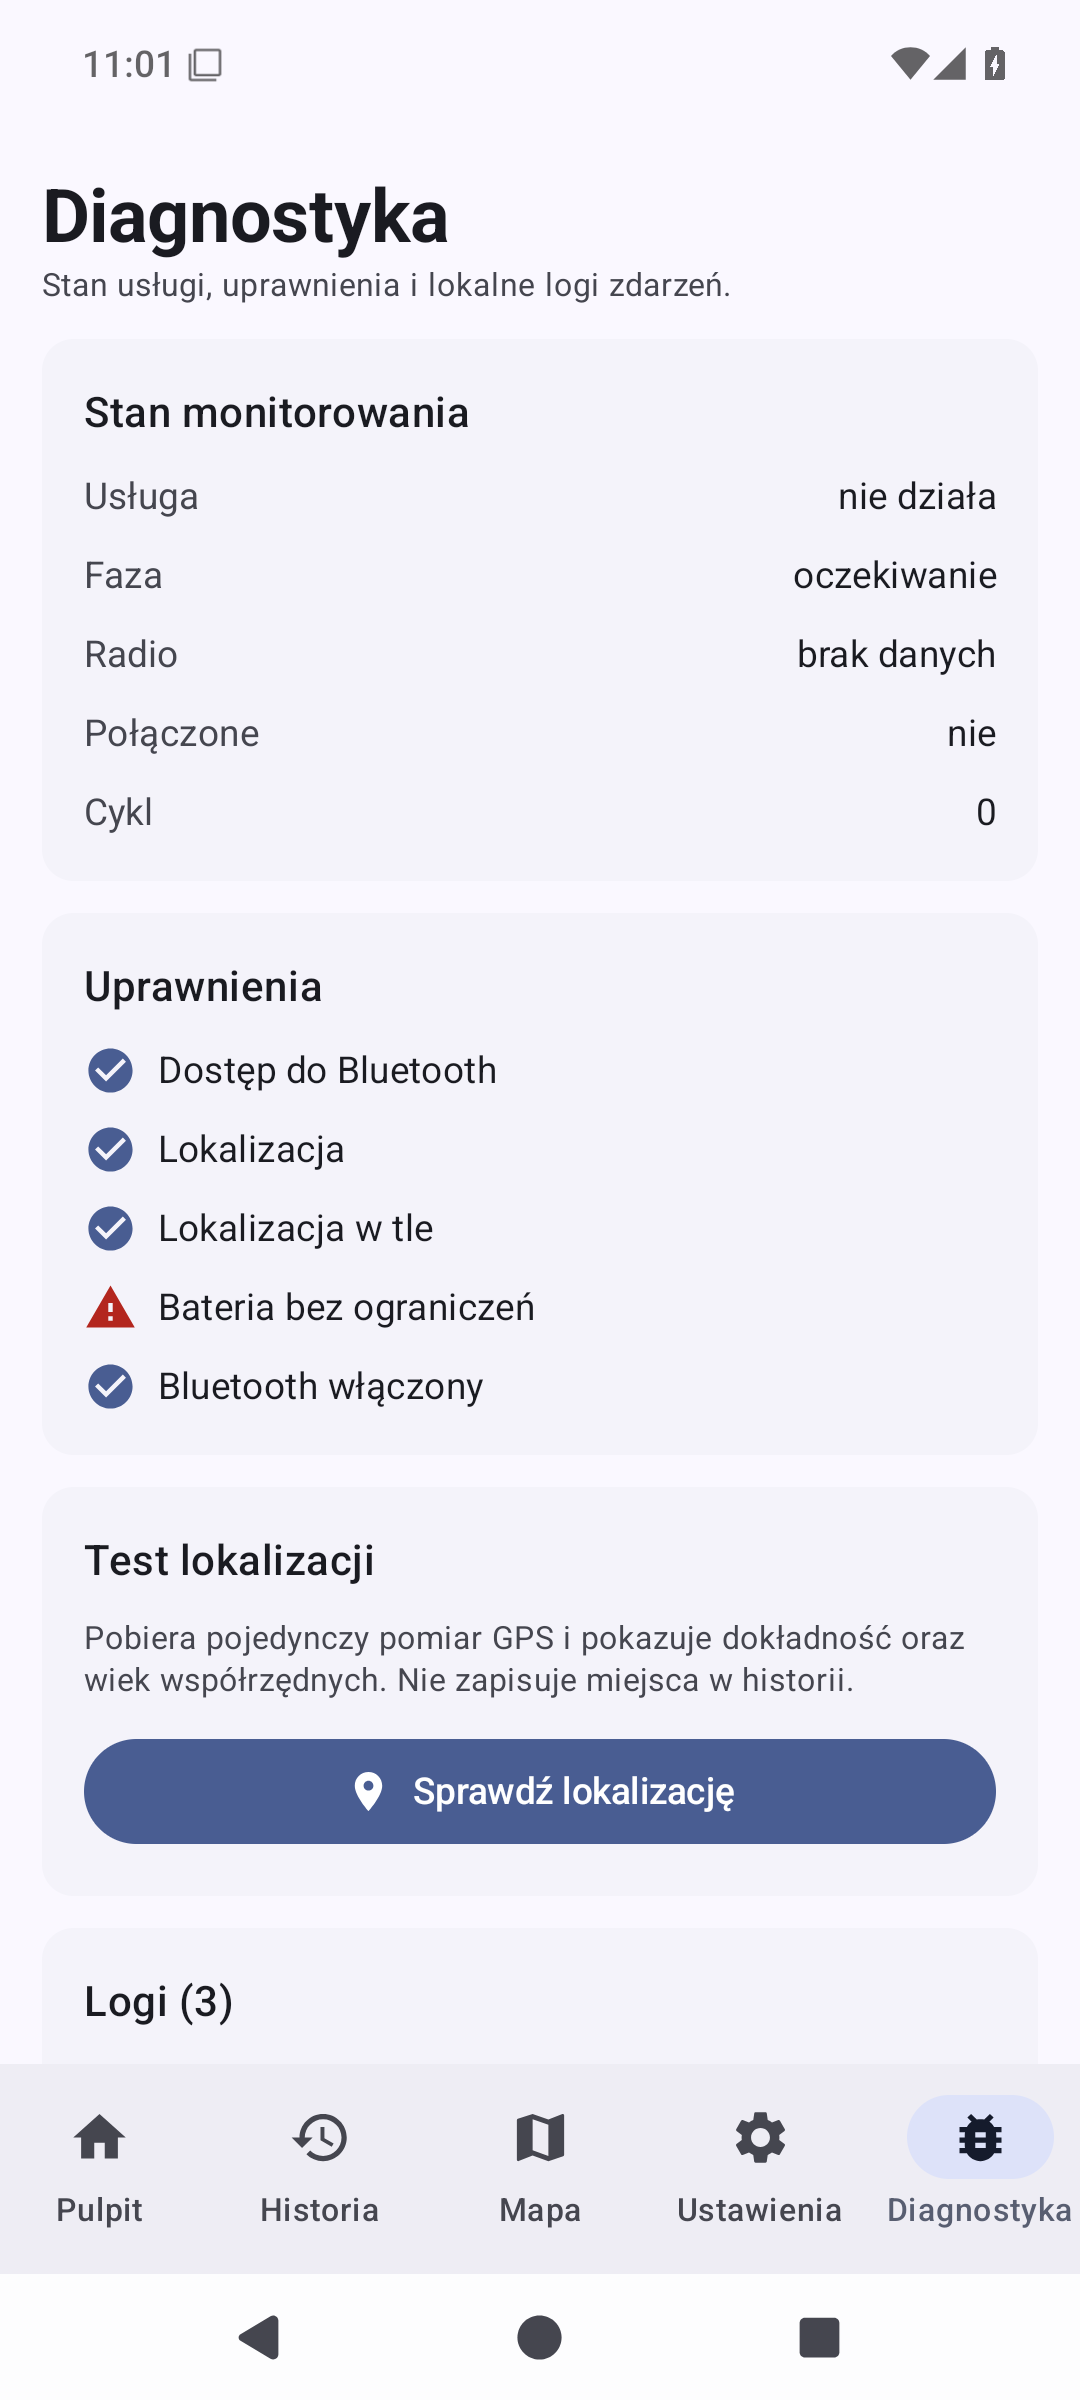 11:01
Diagnostyka
Stan usługi, uprawnienia i lokalne logi zdarzeń.
Stan monitorowania
Usługa nie działa
Faza oczekiwanie
Radio brak danych
Połączone nie
Cykl 0
Uprawnienia
Dostęp do Bluetooth
Lokalizacja
Lokalizacja w tle
Bateria bez ograniczeń
Bluetooth włączony
Test lokalizacji
Pobiera pojedynczy pomiar GPS i pokazuje dokładność oraz
wiek współrzędnych. Nie zapisuje miejsca w historii.
Sprawdź lokalizację
Logi (3)
Pulpit Historia Mapa Ustawienia Diagnostyka